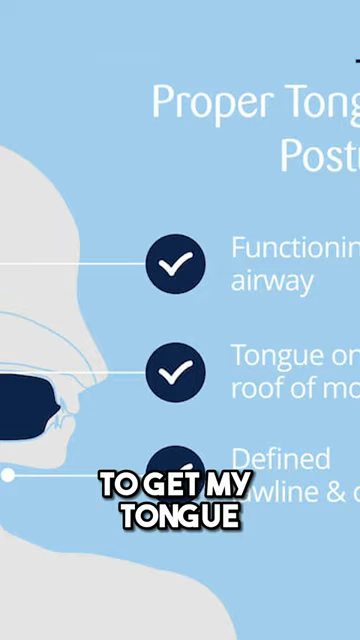 Proper Tong
Post
Functionin
airway
Tongue on
roof of mo
Defined
wline & c
TO GET MY
TONGUE